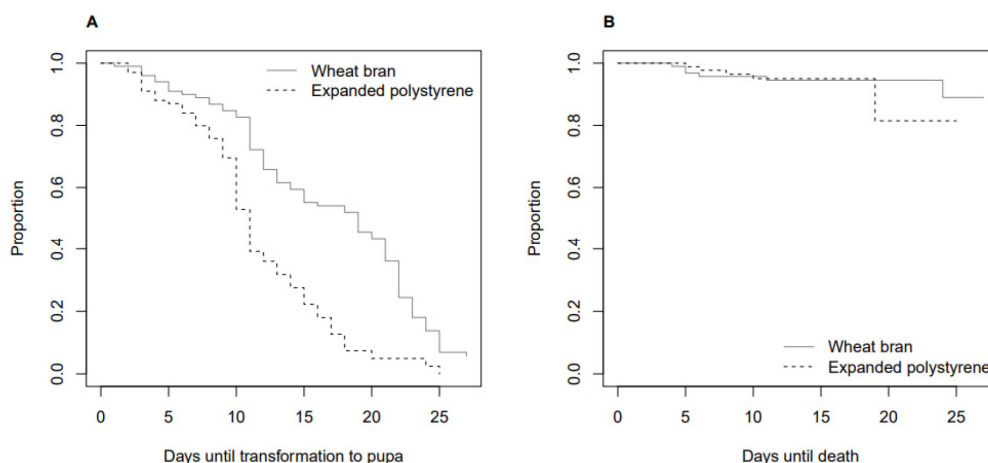 A
Wheat bran
Expanded polystyrene
1.0
0.8
0.6
0.4
0.2
0.0
Proportion
0 5 10 15 20 25
Days until transformation to pupa
B
1.0
0.8
0.6
0.4
0.2
0.0
Proportion
Wheat bran
Expanded polystyrene
0 5 10 15 20 25
Days until death